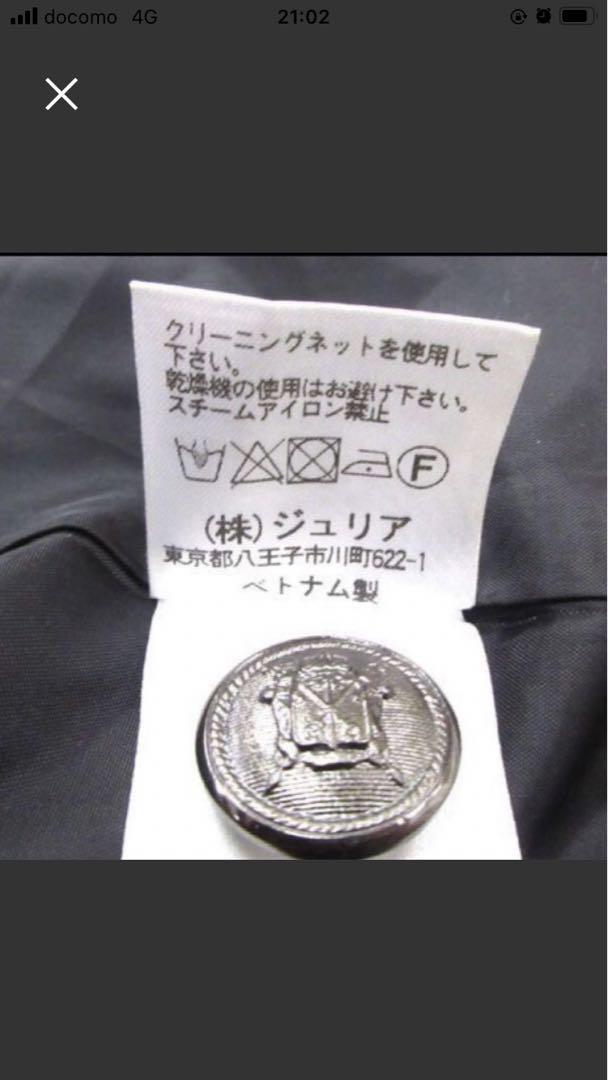 docomo 4G 21:02
クリーニングネットを使用して
下さい。
乾燥機の使用はお避け下さい。
スチームアイロン禁止
F
(株)ジュリア
東京都八王子市川町622-1
ベトナム製